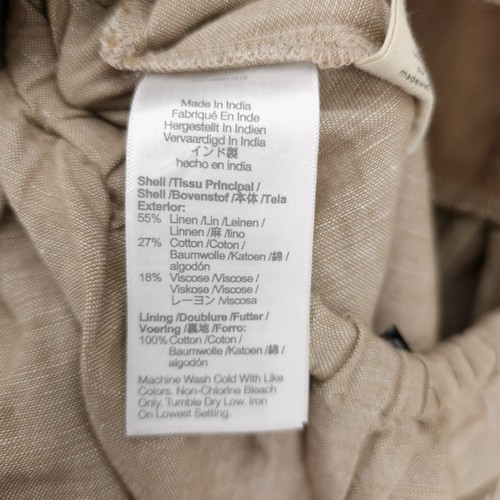 Made In India
Fabriqué En Inde
Hergestellt In Indien
Vervaardigd In India
インド製
hecho en india
Shell /Tissu Principal /
Shell /Bovenstof /本体 /Tela
Exterior:
55% Linen /Lin /Leinen /
Linnen /麻 /lino
27% Cotton /Coton /
Baumwolle /Katoen /綿 /
algodón
18% Viscose /Viscose /
Viskose /Viscose /
レーヨン /viscosa
Lining /Doublure /Futter /
Voering /裏地 /Forro:
100% Cotton /Coton /
Baumwolle /Katoen /綿 /
algodón
Machine Wash Cold With Like
Colors. Non-Chlorine Bleach
Only. Tumble Dry Low. Iron
On Lowest Setting.